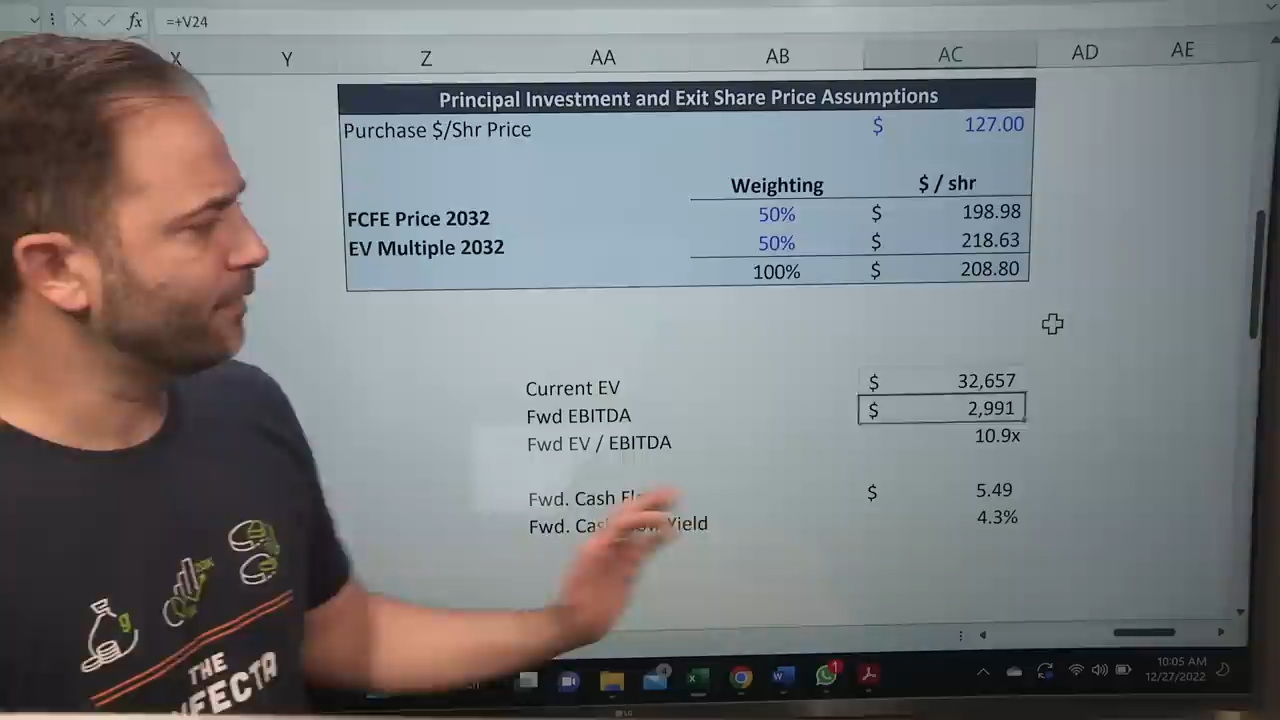 fx =+V24
X Y Z AA AB AC AD AE
Principal Investment and Exit Share Price Assumptions
Purchase $/Shr Price $ 127.00
Weighting $ / shr
FCFE Price 2032 50% $ 198.98
EV Multiple 2032 50% $ 218.63
100% $ 208.80
Current EV $ 32,657
Fwd EBITDA $ 2,991
Fwd EV / EBITDA 10.9x
Fwd. Cash $ 5.49
Fwd. Yield 4.3%
THE
10:05 AM
12/27/2022
LG